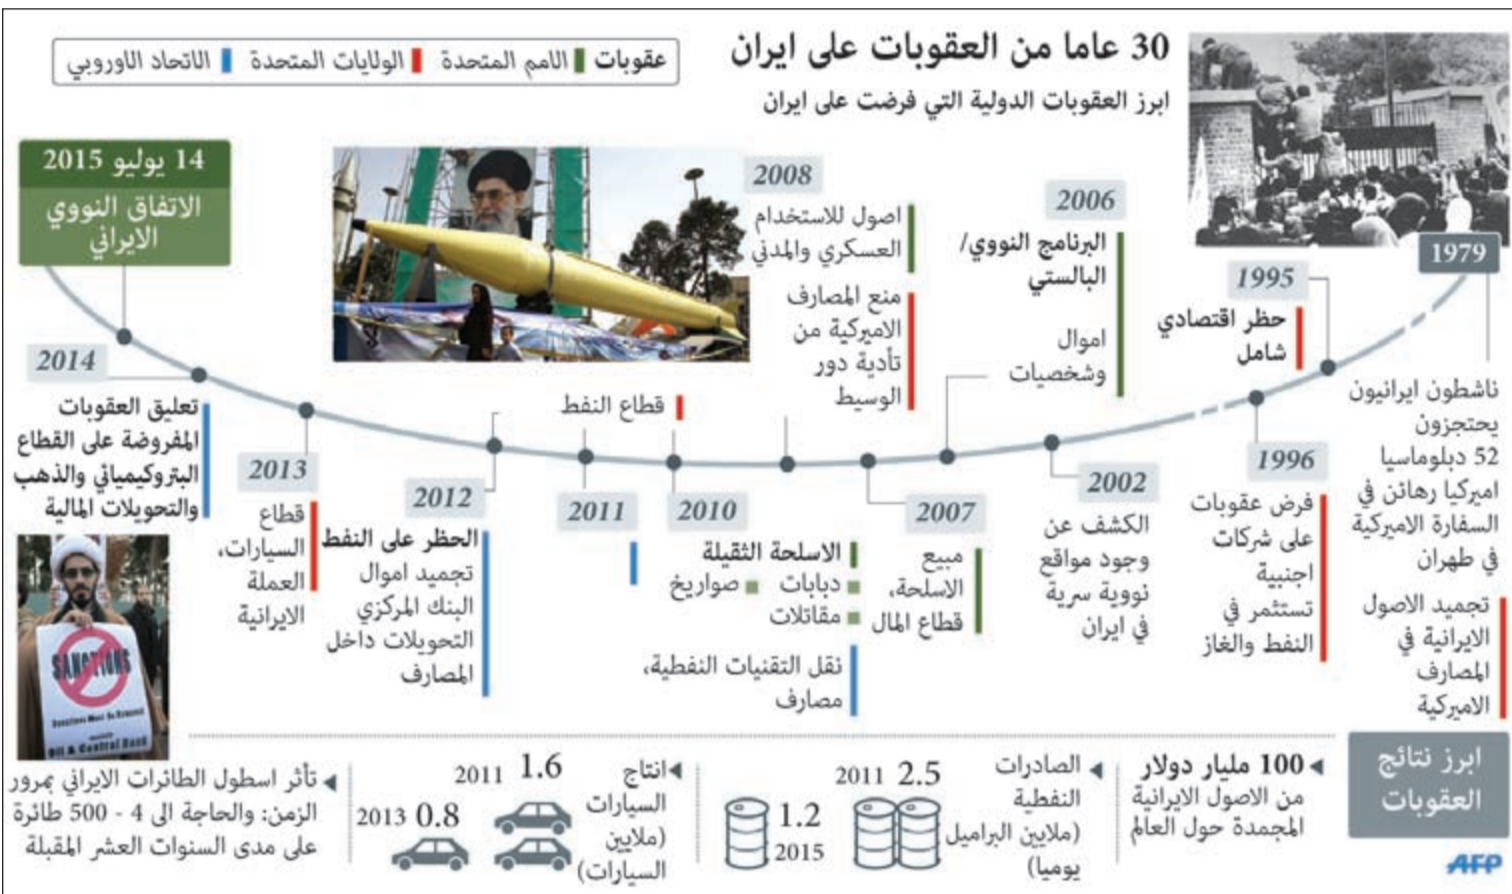 30 عاما من العقوبات على ايران
ابرز العقوبات الدولية التي فرضت على ايران
عقوبات
الامم المتحدة
الولايات المتحدة
الاتحاد الاوروبي
1979
ناشطون ايرانيون
يحتجزون
52 دبلوماسيا
اميركيا رهائن في
السفارة الاميركية
في طهران
تجميد الاصول
الايرانية في
المصارف
الاميركية
1995
حظر اقتصادي
شامل
1996
فرض عقوبات
على شركات
اجنبية
تستثمر في
النفط والغاز
2002
الكشف عن
وجود مواقع
نووية سرية
في ايران
2006
البرنامج النووي/
البالستي
اموال
وشخصيات
2007
مبيع
الاسلحة،
قطاع المال
2008
اصول للاستخدام
العسكري والمدني
منع المصارف
الاميركية من
تأدية دور
الوسيط
2010
قطاع النفط
الاسلحة الثقيلة
دبابات
صواريخ
مقاتلات
نقل التقنيات النفطية،
مصارف
2011
2012
الحظر على النفط
تجميد اموال
البنك المركزي
التحويلات داخل
المصارف
2013
قطاع
السيارات،
العملة
الايرانية
2014
تعليق العقوبات
المفروضة على القطاع
البتروكيميائي والذهب
والتحويلات المالية
14 يوليو 2015
الاتفاق النووي
الايراني
SANCTIONS
Sanctions Must Be Removed
Oil & Central Bank
ابرز نتائج
العقوبات
100 مليار دولار
من الاصول الايرانية
المجمدة حول العالم
الصادرات
النفطية
(ملايين البراميل
يوميا)
2.5 2011
1.2
2015
انتاج
السيارات
(ملايين
السيارات)
1.6 2011
0.8 2013
تأثر اسطول الطائرات الايراني بمرور
الزمن: والحاجة الى 4 - 500 طائرة
على مدى السنوات العشر المقبلة
AFP